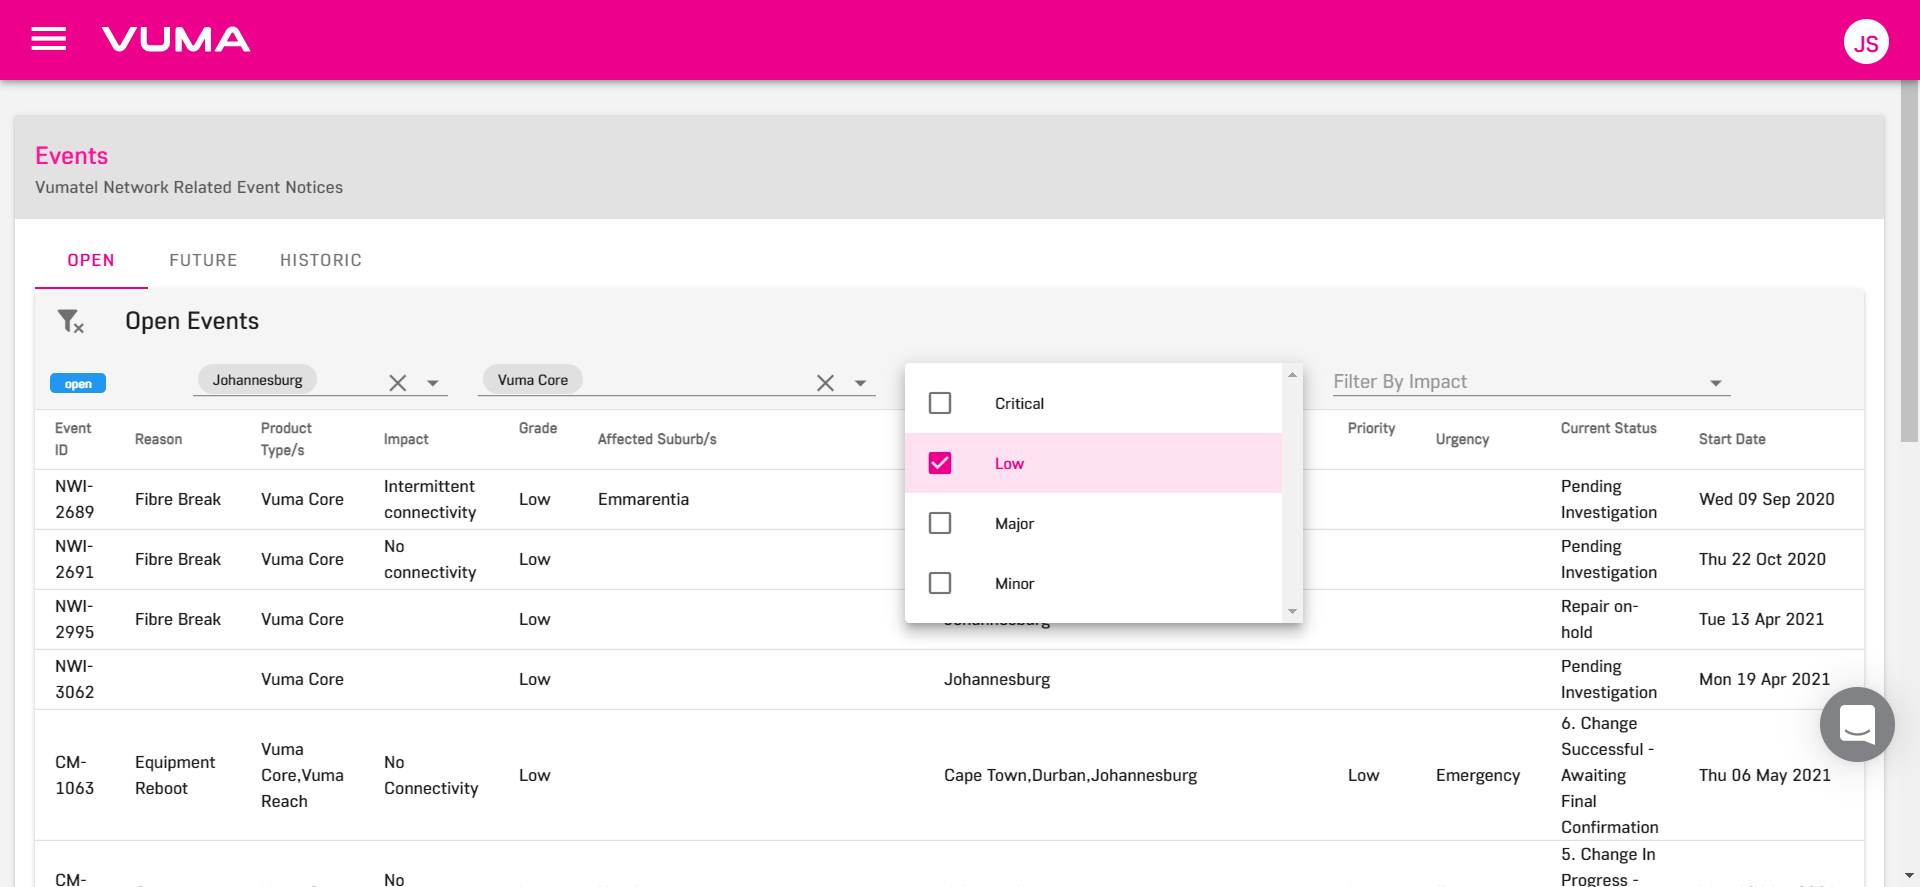 VUMA
JS
Events
Vumatel Network Related Event Notices
OPEN FUTURE HISTORIC
Open Events
open Johannesburg Vuma Core Filter By Impact
Critical
Low
Major
Minor
Event ID Reason Product Type/s Impact Grade Affected Suburb/s Priority Urgency Current Status Start Date
NWI-2689 Fibre Break Vuma Core Intermittent connectivity Low Emmarentia Pending Investigation Wed 09 Sep 2020
NWI-2691 Fibre Break Vuma Core No connectivity Low Pending Investigation Thu 22 Oct 2020
NWI-2995 Fibre Break Vuma Core Low Johannesburg Repair on-hold Tue 13 Apr 2021
NWI-3062 Vuma Core Low Johannesburg Pending Investigation Mon 19 Apr 2021
CM-1063 Equipment Reboot Vuma Core,Vuma Reach No Connectivity Low Cape Town,Durban,Johannesburg Low Emergency 6. Change Successful - Awaiting Final Confirmation Thu 06 May 2021
CM- No 5. Change In Progress -